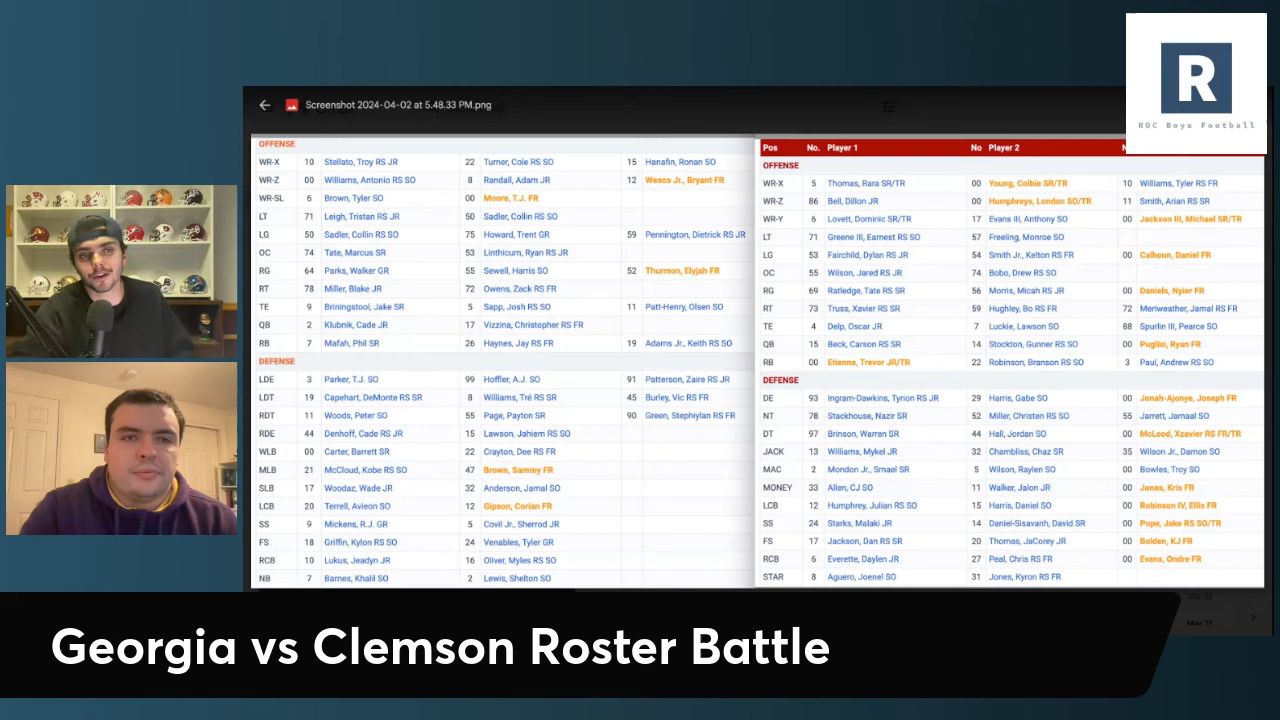 R
ROC Boys Football
Screenshot 2024-04-02 at 5.48.33 PM.png
OFFENSE
WR-X 10 Stellato, Troy RS JR 22 Turner, Cole RS SO 15 Hanafin, Ronan SO
WR-Z 00 Williams, Antonio RS SO 8 Randall, Adam JR 12 Wesco Jr., Bryant FR
WR-SL 6 Brown, Tyler SO 00 Moore, T.J. FR
LT 71 Leigh, Tristan RS JR 50 Sadler, Collin RS SO
LG 50 Sadler, Collin RS SO 75 Howard, Trent GR 59 Pennington, Dietrick RS JR
OC 74 Tate, Marcus SR 53 Linthicum, Ryan RS JR
RG 64 Parks, Walker GR 55 Sewell, Harris SO 52 Thurmon, Elyjah FR
RT 78 Miller, Blake JR 72 Owens, Zack RS FR
TE 9 Briningstool, Jake SR 5 Sapp, Josh RS SO 11 Patt-Henry, Olsen SO
QB 2 Klubnik, Cade JR 17 Vizzina, Christopher RS FR
RB 7 Mafah, Phil SR 26 Haynes, Jay RS FR 19 Adams Jr., Keith RS SO
DEFENSE
LDE 3 Parker, T.J. SO 99 Hoffler, A.J. SO 91 Patterson, Zaire RS JR
LDT 19 Capehart, DeMonte RS SR 8 Williams, Tré RS SR 45 Burley, Vic RS FR
RDT 11 Woods, Peter SO 55 Page, Payton SR 90 Green, Stephiylan RS FR
RDE 44 Denhoff, Cade RS JR 15 Lawson, Jahiem RS SO
WLB 00 Carter, Barrett SR 22 Crayton, Dee RS FR
MLB 21 McCloud, Kobe RS SO 47 Brown, Sammy FR
SLB 17 Woodaz, Wade JR 32 Anderson, Jamal SO
LCB 20 Terrell, Avieon SO 12 Gipson, Corian FR
SS 9 Mickens, R.J. GR 5 Covil Jr., Sherrod JR
FS 18 Griffin, Kylon RS SO 24 Venables, Tyler GR
RCB 10 Lukus, Jeadyn JR 16 Oliver, Myles RS SO
NB 7 Barnes, Khalil SO 2 Lewis, Shelton SO
Pos No. Player 1 No Player 2 N
OFFENSE
WR-X 5 Thomas, Rara SR/TR 00 Young, Colbie SR/TR 10 Williams, Tyler RS FR
WR-Z 86 Bell, Dillon JR 00 Humphreys, London SO/TR 11 Smith, Arian RS SR
WR-Y 6 Lovett, Dominic SR/TR 17 Evans III, Anthony SO 00 Jackson III, Michael SR/TR
LT 71 Greene III, Earnest RS SO 57 Freeling, Monroe SO
LG 53 Fairchild, Dylan RS JR 54 Smith Jr., Kelton RS FR 00 Calhoun, Daniel FR
OC 55 Wilson, Jared RS JR 74 Bobo, Drew RS SO
RG 69 Ratledge, Tate RS SR 56 Morris, Micah RS JR 00 Daniels, Nyier FR
RT 73 Truss, Xavier RS SR 59 Hughley, Bo RS FR 72 Meriweather, Jamal RS FR
TE 4 Delp, Oscar JR 7 Luckie, Lawson SO 88 Spurlin III, Pearce SO
QB 15 Beck, Carson RS SR 14 Stockton, Gunner RS SO 00 Puglisi, Ryan FR
RB 00 Etienne, Trevor JR/TR 22 Robinson, Branson RS SO 3 Paul, Andrew RS SO
DEFENSE
DE 93 Ingram-Dawkins, Tyrion RS JR 29 Harris, Gabe SO 00 Jonah-Ajonye, Joseph FR
NT 78 Stackhouse, Nazir SR 52 Miller, Christen RS SO 55 Jarrett, Jamaal SO
DT 97 Brinson, Warren SR 44 Hall, Jordan SO 00 McLeod, Xzavier RS FR/TR
JACK 13 Williams, Mykel JR 32 Chambliss, Chaz SR 35 Wilson Jr., Damon SO
MAC 2 Mondon Jr., Smael SR 5 Wilson, Raylen SO 00 Bowles, Troy SO
MONEY 33 Allen, CJ SO 11 Walker, Jalon JR 00 Jones, Kris FR
LCB 12 Humphrey, Julian RS SO 15 Harris, Daniel SO 00 Robinson IV, Ellis FR
SS 24 Starks, Malaki JR 14 Daniel-Sisavanh, David SR 00 Pope, Jake RS SO/TR
FS 17 Jackson, Dan RS SR 20 Thomas, JaCorey JR 00 Bolden, KJ FR
RCB 6 Everette, Daylen JR 27 Peal, Chris RS FR 00 Evans, Ondre FR
STAR 8 Aguero, Joenel SO 31 Jones, Kyron RS FR
Mar 22
Mar 21
Georgia vs Clemson Roster Battle